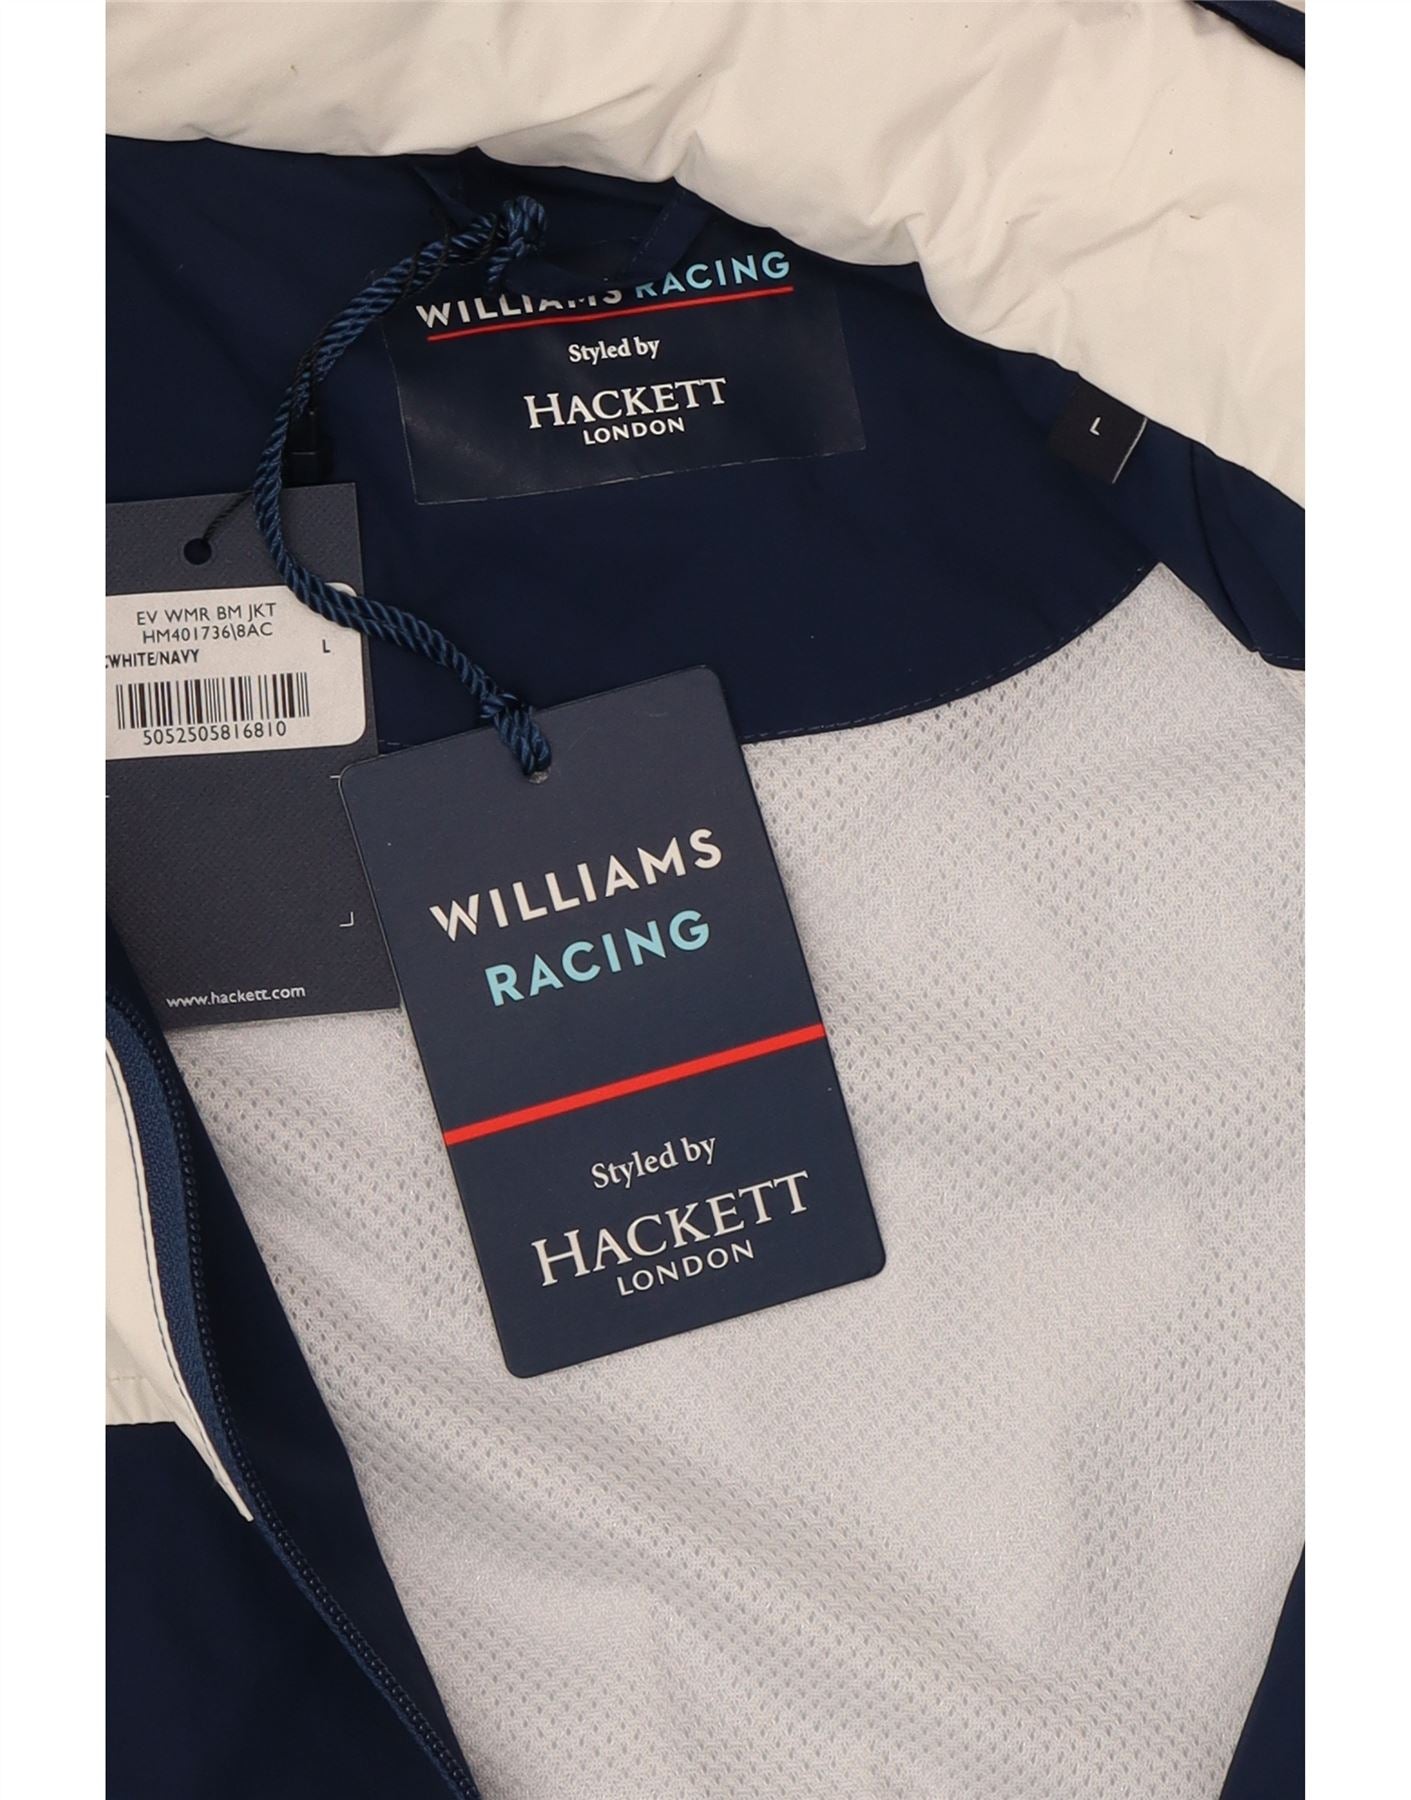 WILLIAMS RACING
Styled by
HACKETT
LONDON
L
EV WMR BM JKT
HM401736\8AC
WHITE/NAVY L
5052505816810
www.hackett.com
WILLIAMS
RACING
Styled by
HACKETT
LONDON